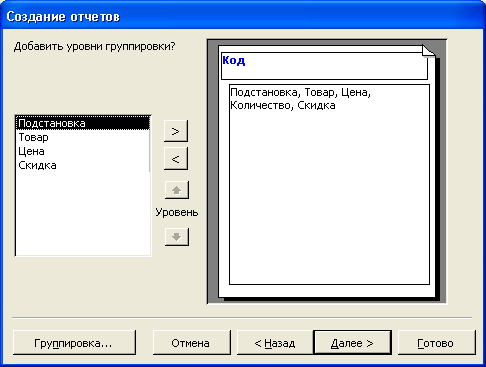 Создание отчетов
Добавить уровни группировки?
Код
Подстановка, Товар, Цена,
Количество, Скидка
Подстановка
Товар
Цена
Скидка
>
<
Уровень
Группировка...
Отмена
< Назад
Далее >
Готово